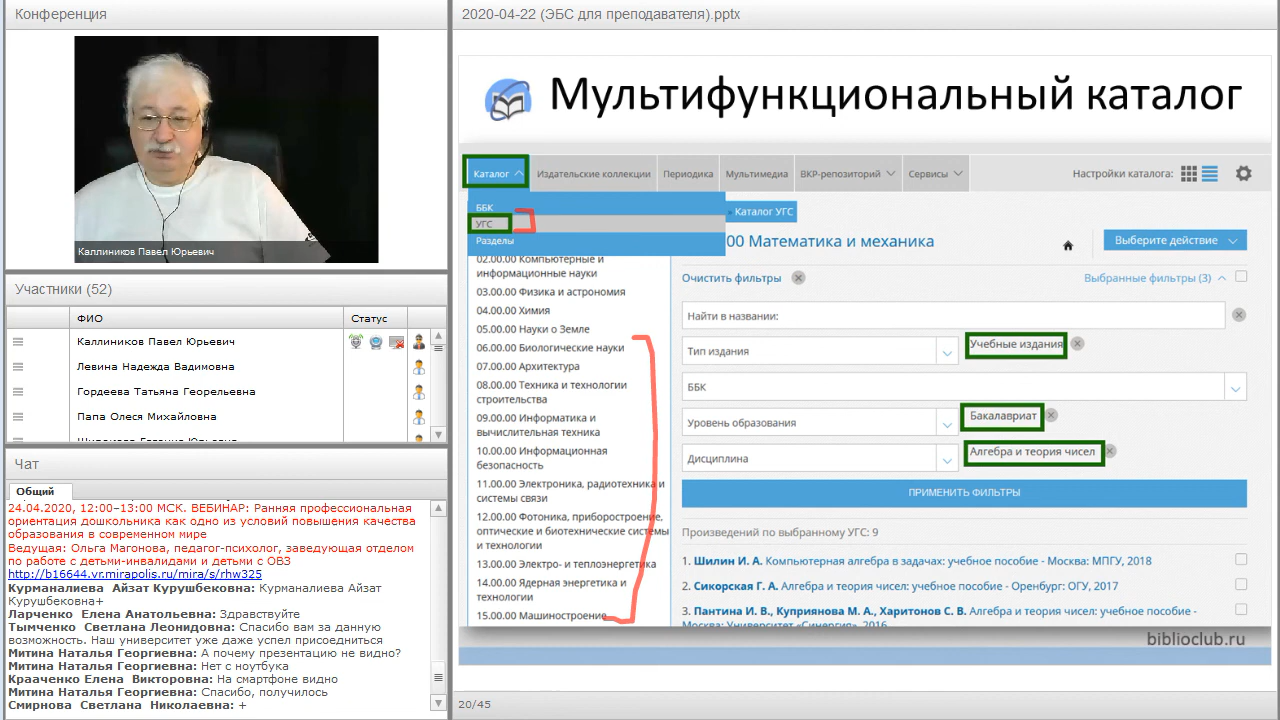 Конференция
Каллиников Павел Юрьевич
Участники (52)
ФИО
Статус
Каллиников Павел Юрьевич
Левина Надежда Вадимовна
Гордеева Татьяна Георельевна
Папа Олеся Михайловна
Чат
Общий
24.04.2020, 12:00–13:00 МСК. ВЕБИНАР: Ранняя профессиональная
ориентация дошкольника как одно из условий повышения качества
образования в современном мире
Ведущая: Ольга Магонова, педагог-психолог, заведующая отделом
по работе с детьми-инвалидами и детьми с ОВЗ
http://b16644.vr.mirapolis.ru/mira/s/rhw325
Курманалиева Айзат Курушбековна: Курманалиева Айзат
Курушбековна+
Ларченко Елена Анатольевна: Здравствуйте
Тымченко Светлана Леонидовна: Спасибо вам за данную
возможность. Наш университет уже даже успел присоедниться
Митина Наталья Георгиевна: А почему презентацию не видно?
Митина Наталья Георгиевна: Нет с ноутбука
Крааченко Елена Викторовна: На смартфоне видно
Митина Наталья Георгиевна: Спасибо, получилось
Смирнова Светлана Николаевна: +
2020-04-22 (ЭБС для преподавателя).pptx
Мультифункциональный каталог
Каталог
Издательские коллекции
Периодика
Мультимедиа
ВКР-репозиторий
Сервисы
Настройки каталога:
ББК
УГС
Разделы
02.00.00 Компьютерные и
информационные науки
03.00.00 Физика и астрономия
04.00.00 Химия
05.00.00 Науки о Земле
06.00.00 Биологические науки
07.00.00 Архитектура
08.00.00 Техника и технологии
строительства
09.00.00 Информатика и
вычислительная техника
10.00.00 Информационная
безопасность
11.00.00 Электроника, радиотехника и
системы связи
12.00.00 Фотоника, приборостроение,
оптические и биотехнические системы
и технологии
13.00.00 Электро- и теплоэнергетика
14.00.00 Ядерная энергетика и
технологии
15.00.00 Машиностроение
Каталог УГС
00 Математика и механика
Выберите действие
Очистить фильтры
Выбранные фильтры (3)
Найти в названии:
Тип издания
Учебные издания
ББК
Уровень образования
Бакалавриат
Дисциплина
Алгебра и теория чисел
ПРИМЕНИТЬ ФИЛЬТРЫ
Произведений по выбранному УГС: 9
1. Шилин И. А. Компьютерная алгебра в задачах: учебное пособие - Москва: МПГУ, 2018
2. Сикорская Г. А. Алгебра и теория чисел: учебное пособие - Оренбург: ОГУ, 2017
3. Пантина И. В., Куприянова М. А., Харитонов С. В. Алгебра и теория чисел: учебное пособие -
Москва: Университет «Синергия», 2016
biblioclub.ru
20/45